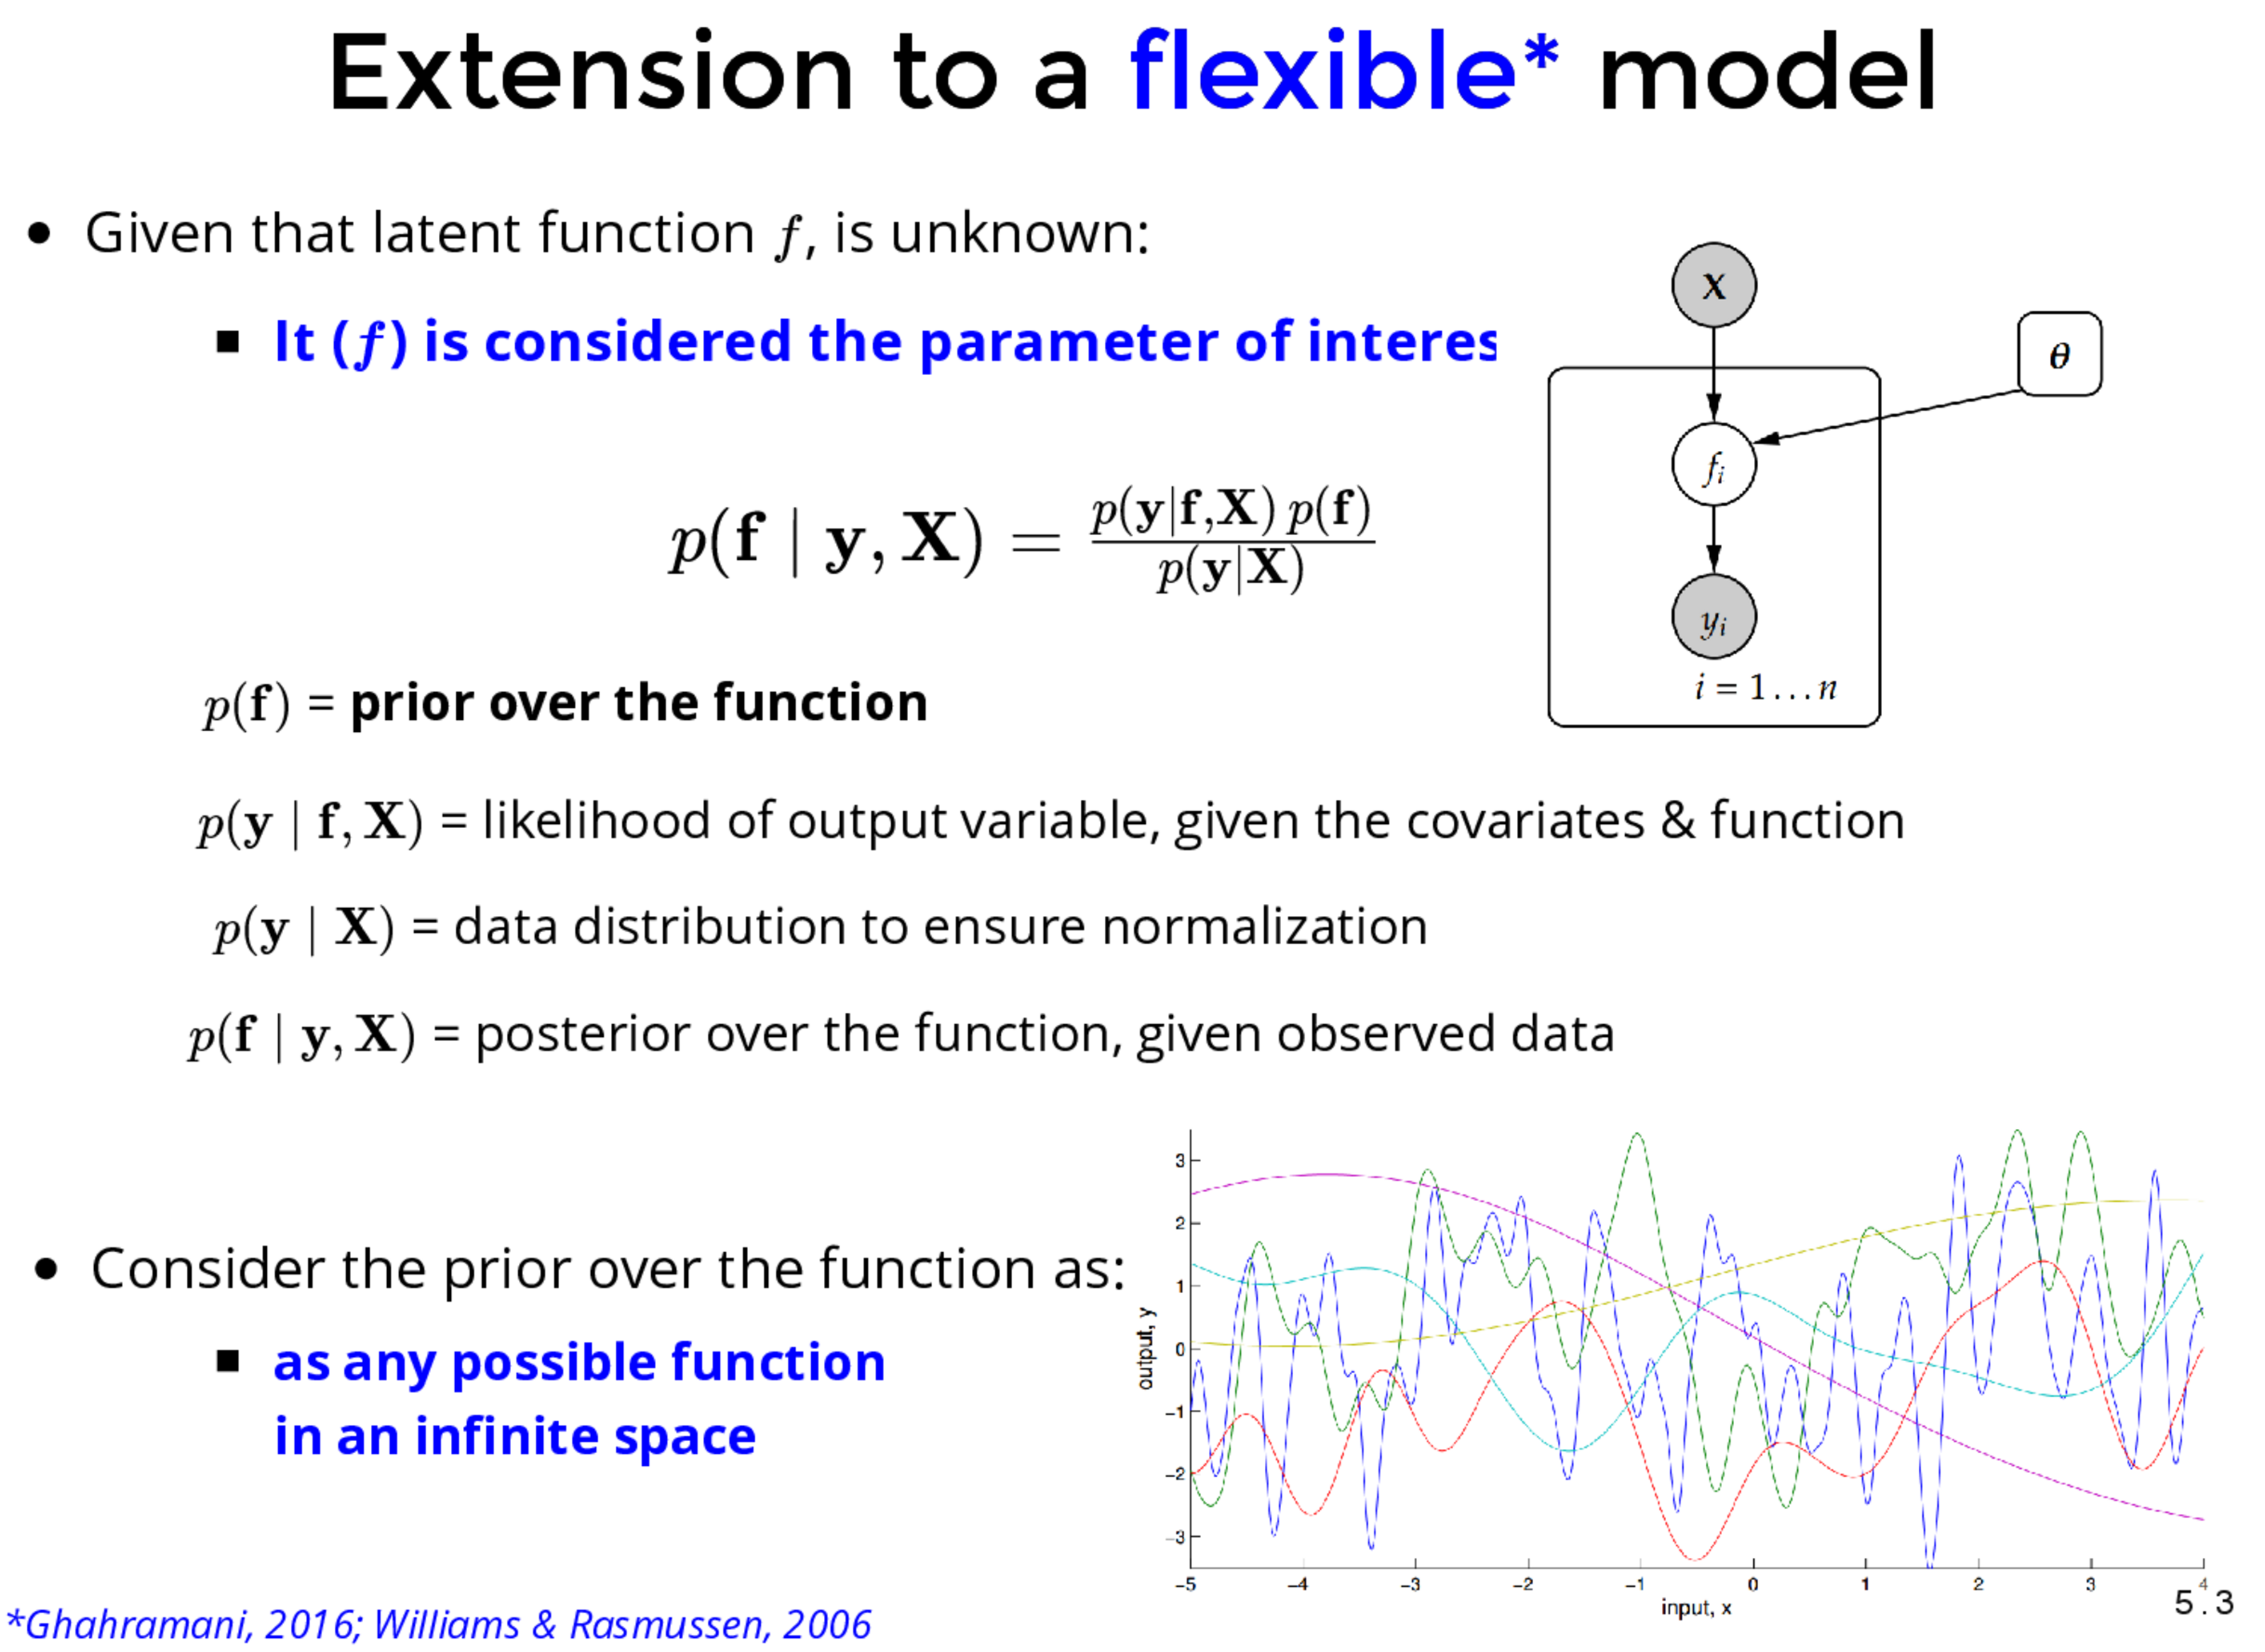 Extension to a flexible* model
• Given that latent function f, is unknown:
▪ It (f) is considered the parameter of interes
X
θ
f_i
y_i
i = 1 … n
p(f | y, X) = p(y|f,X) p(f) / p(y|X)
p(f) = prior over the function
p(y | f, X) = likelihood of output variable, given the covariates & function
p(y | X) = data distribution to ensure normalization
p(f | y, X) = posterior over the function, given observed data
• Consider the prior over the function as:
▪ as any possible function
in an infinite space
output, y
3
2
1
0
−1
−2
−3
−5 −4 −3 −2 −1 0 1 2 3 4
input, x
5.3
*Ghahramani, 2016; Williams & Rasmussen, 2006